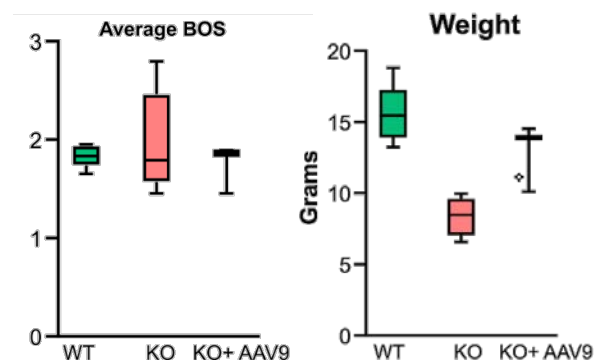 Average BOS
3
2
1
0
WT KO KO+ AAV9
Weight
Grams
20
15
10
5
0
WT KO KO+ AAV9